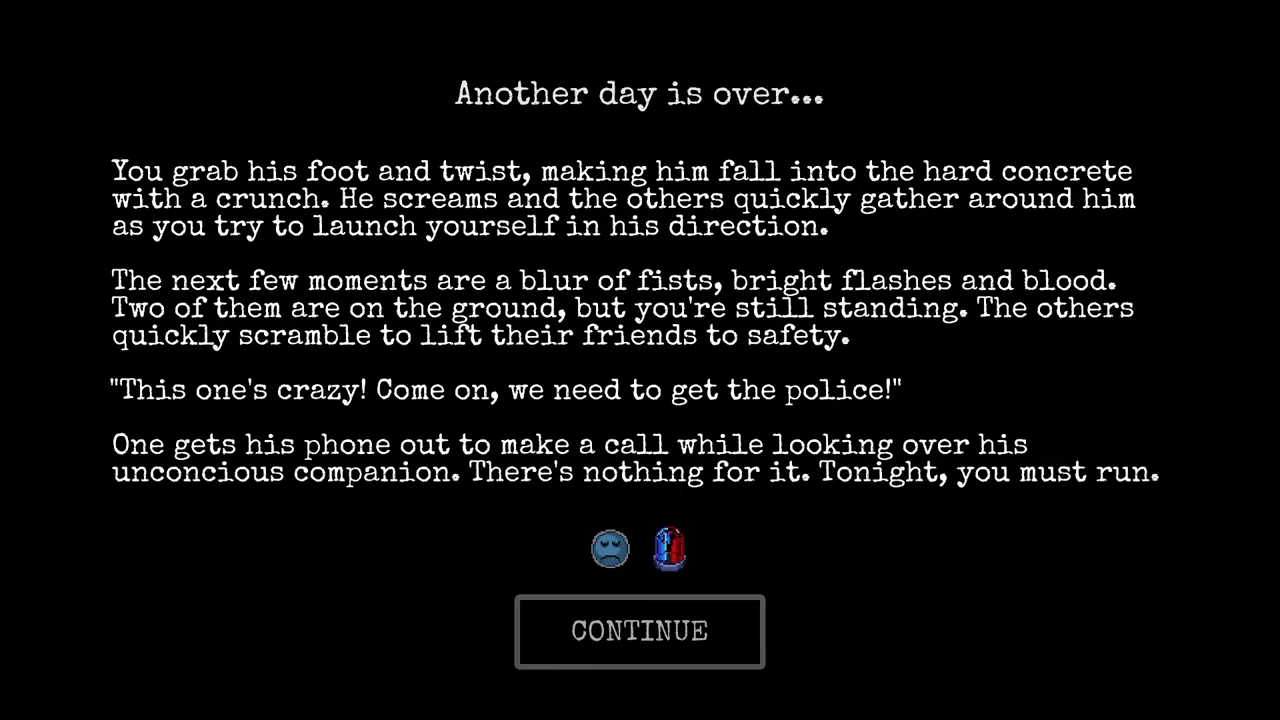 Another day is over...
You grab his foot and twist, making him fall into the hard concrete
with a crunch. He screams and the others quickly gather around him
as you try to launch yourself in his direction.
The next few moments are a blur of fists, bright flashes and blood.
Two of them are on the ground, but you're still standing. The others
quickly scramble to lift their friends to safety.
"This one's crazy! Come on, we need to get the police!"
One gets his phone out to make a call while looking over his
unconcious companion. There's nothing for it. Tonight, you must run.
CONTINUE